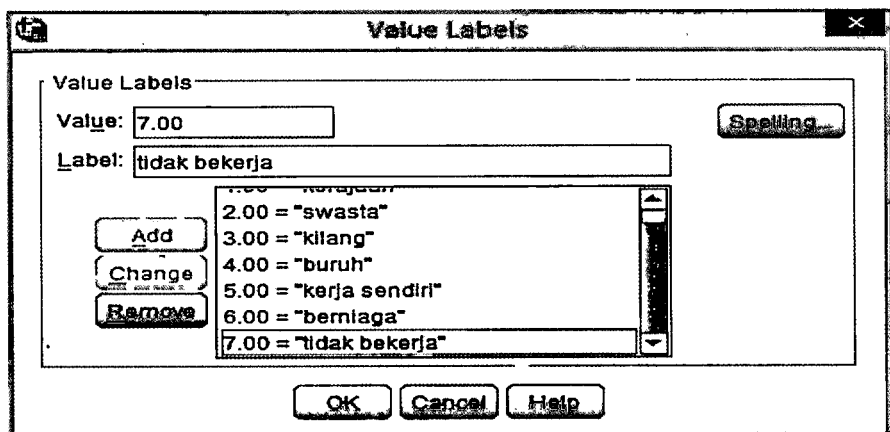 Value Labels
Value Labels
Value: 7.00
Spelling...
Label: tidak bekerja
2.00 = "swasta"
3.00 = "kilang"
4.00 = "buruh"
5.00 = "kerja sendiri"
6.00 = "berniaga"
7.00 = "tidak bekerja"
Add
Change
Remove
OK Cancel Help